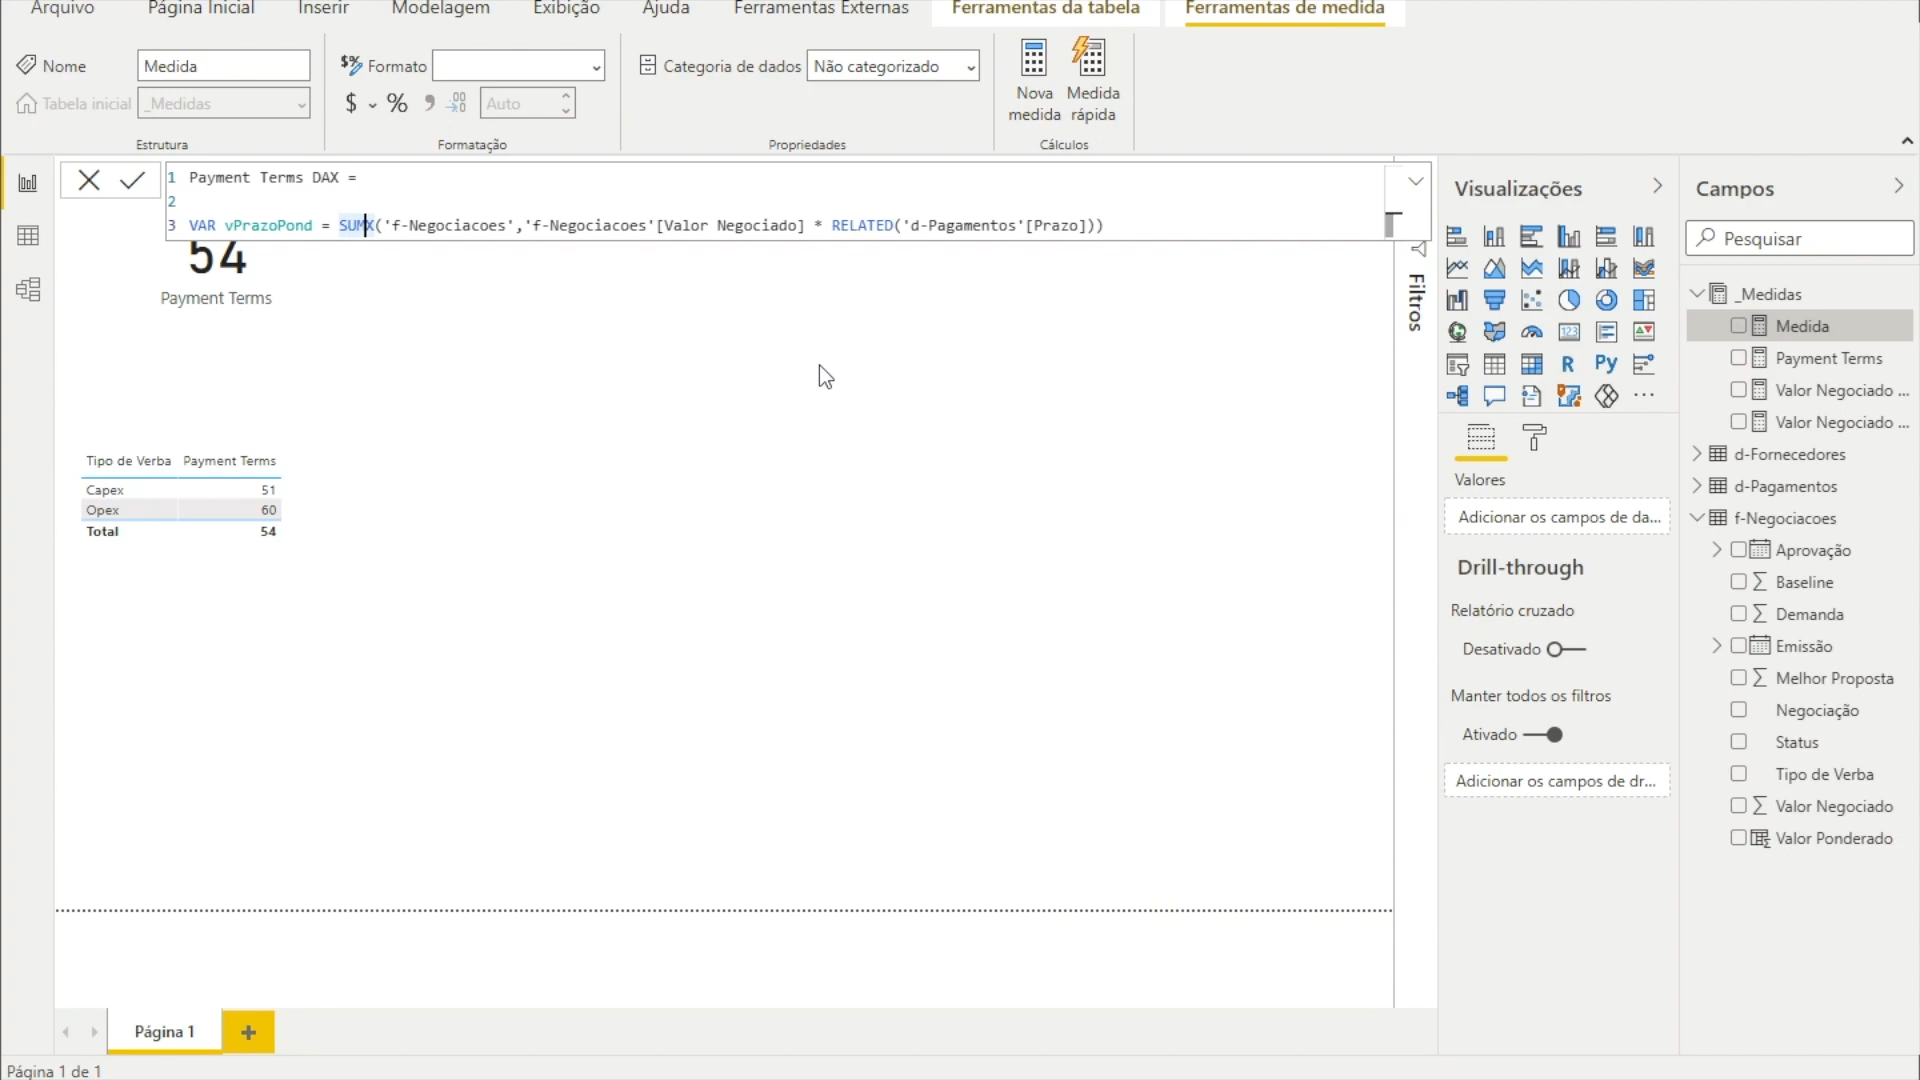 Arquivo Página Inicial Inserir Modelagem Exibição Ajuda Ferramentas Externas Ferramentas da tabela Ferramentas de medida
Nome Medida
Tabela inicial _Medidas
Estrutura
Formato
$ % Auto
Formatação
Categoria de dados Não categorizado
Propriedades
Nova medida
Medida rápida
Cálculos
1 Payment Terms DAX =
2
3 VAR vPrazoPond = SUMX('f-Negociacoes','f-Negociacoes'[Valor Negociado] * RELATED('d-Pagamentos'[Prazo]))
54
Payment Terms
Tipo de Verba Payment Terms
Capex 51
Opex 60
Total 54
Filtros
Visualizações
R Py
123
Valores
Adicionar os campos de da...
Drill-through
Relatório cruzado
Desativado
Manter todos os filtros
Ativado
Adicionar os campos de dr...
Campos
Pesquisar
_Medidas
Medida
Payment Terms
Valor Negociado ...
Valor Negociado ...
d-Fornecedores
d-Pagamentos
f-Negociacoes
Aprovação
Baseline
Demanda
Emissão
Melhor Proposta
Negociação
Status
Tipo de Verba
Valor Negociado
Valor Ponderado
Página 1
Página 1 de 1